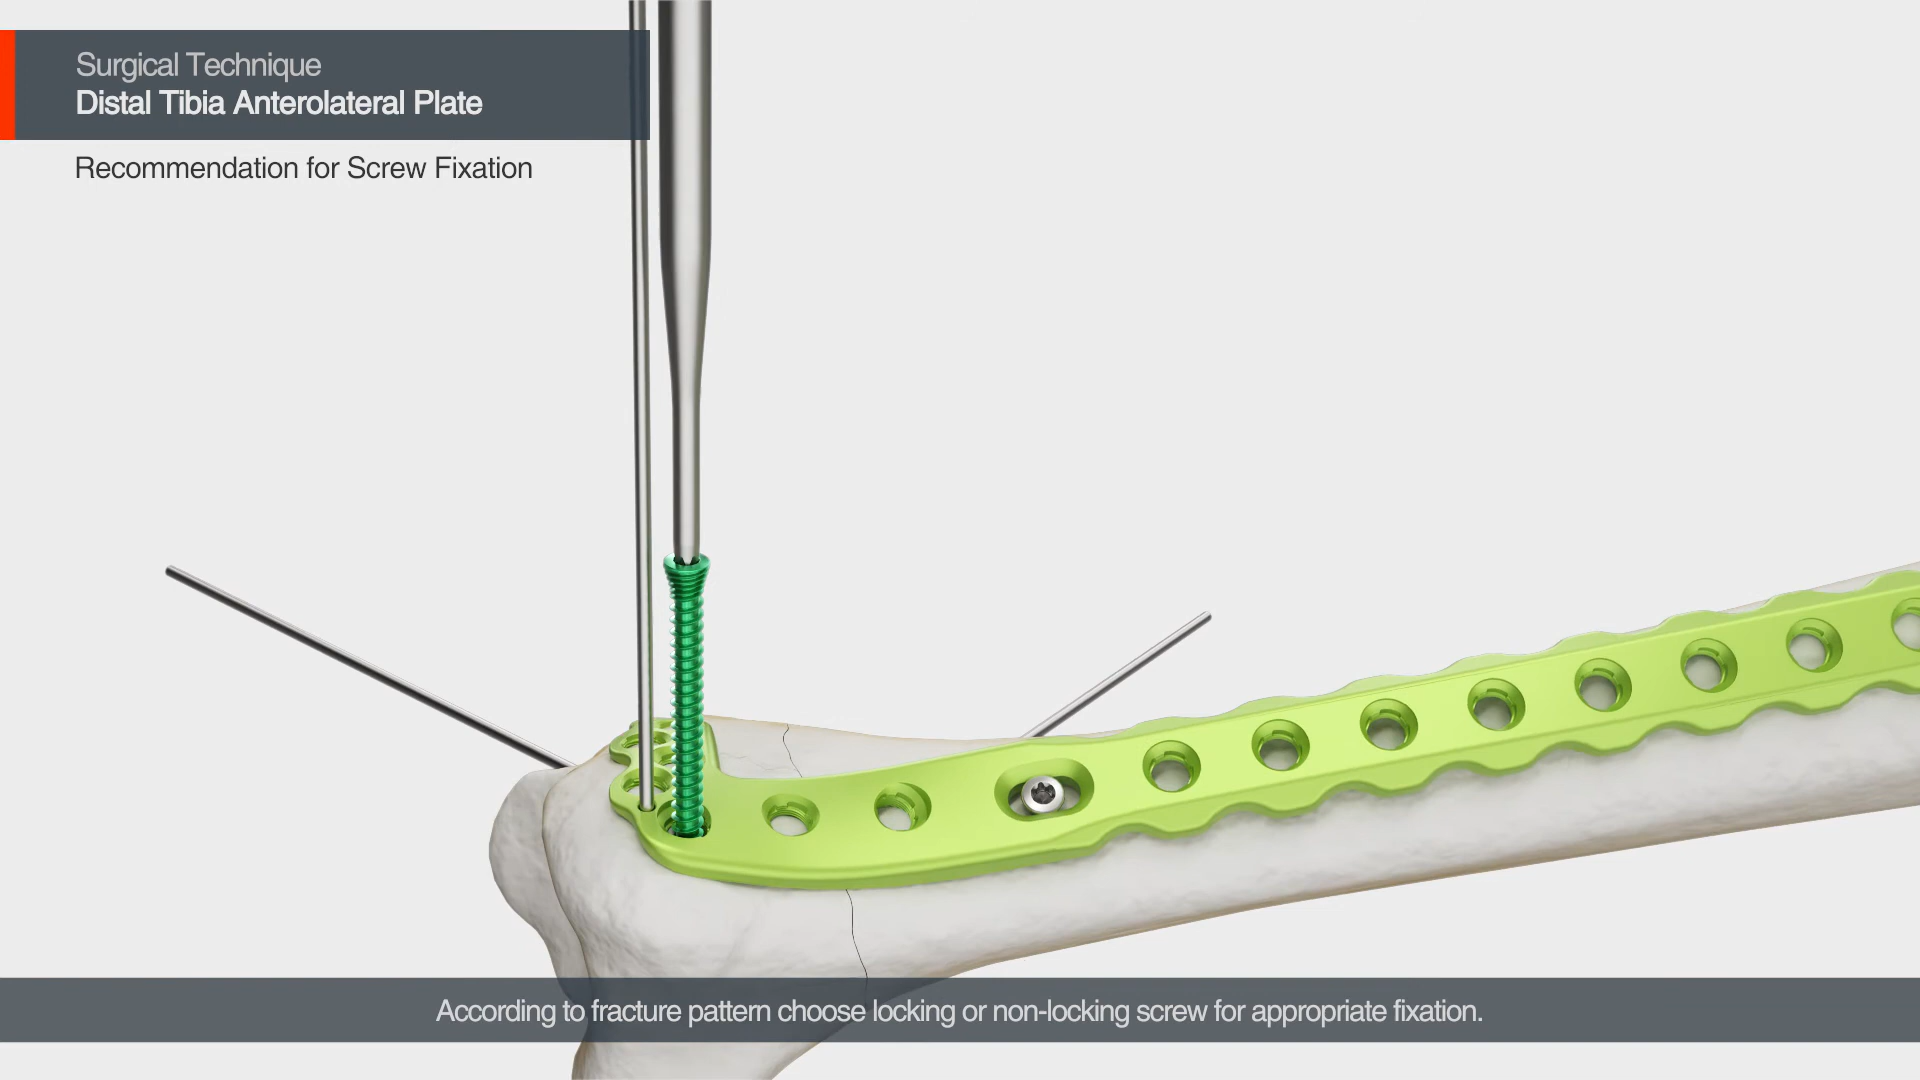 Surgical Technique
Distal Tibia Anterolateral Plate
Recommendation for Screw Fixation
According to fracture pattern choose locking or non-locking screw for appropriate fixation.